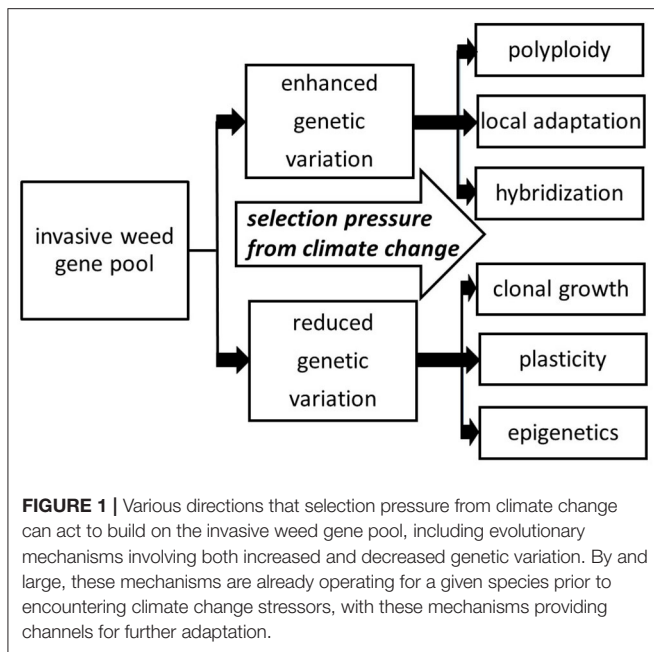 invasive weed
gene pool
enhanced
genetic
variation
polyploidy
local adaptation
hybridization
selection pressure
from climate change
reduced
genetic
variation
clonal growth
plasticity
epigenetics
FIGURE 1 | Various directions that selection pressure from climate change
can act to build on the invasive weed gene pool, including evolutionary
mechanisms involving both increased and decreased genetic variation. By and
large, these mechanisms are already operating for a given species prior to
encountering climate change stressors, with these mechanisms providing
channels for further adaptation.